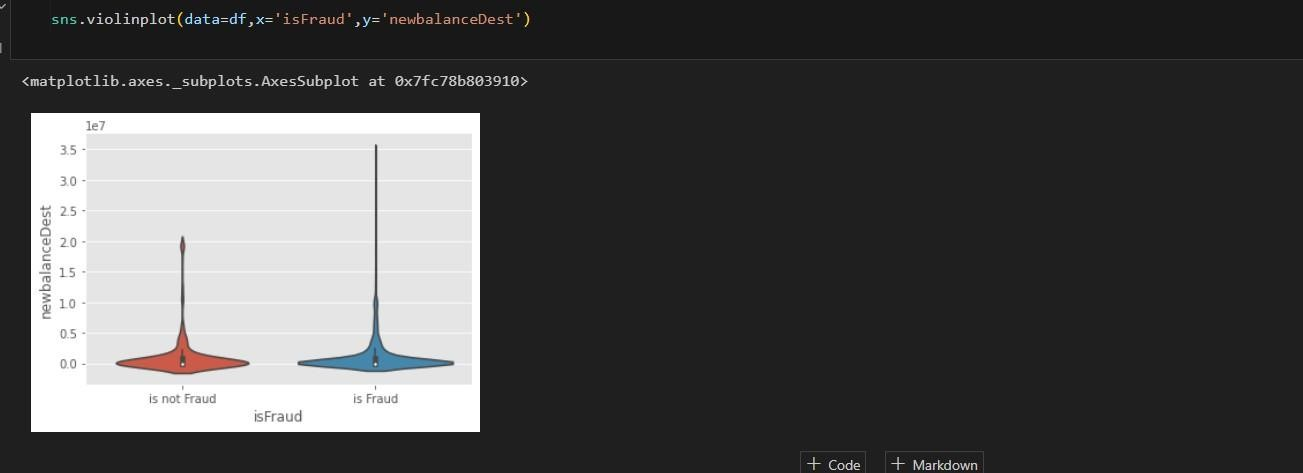 sns.violinplot(data=df,x='isFraud',y='newbalanceDest')
<matplotlib.axes._subplots.AxesSubplot at 0x7fc78b803910>
1e7
3.5
3.0
2.5
2.0
1.5
1.0
0.5
0.0
newbalanceDest
is not Fraud
is Fraud
isFraud
+ Code
+ Markdown